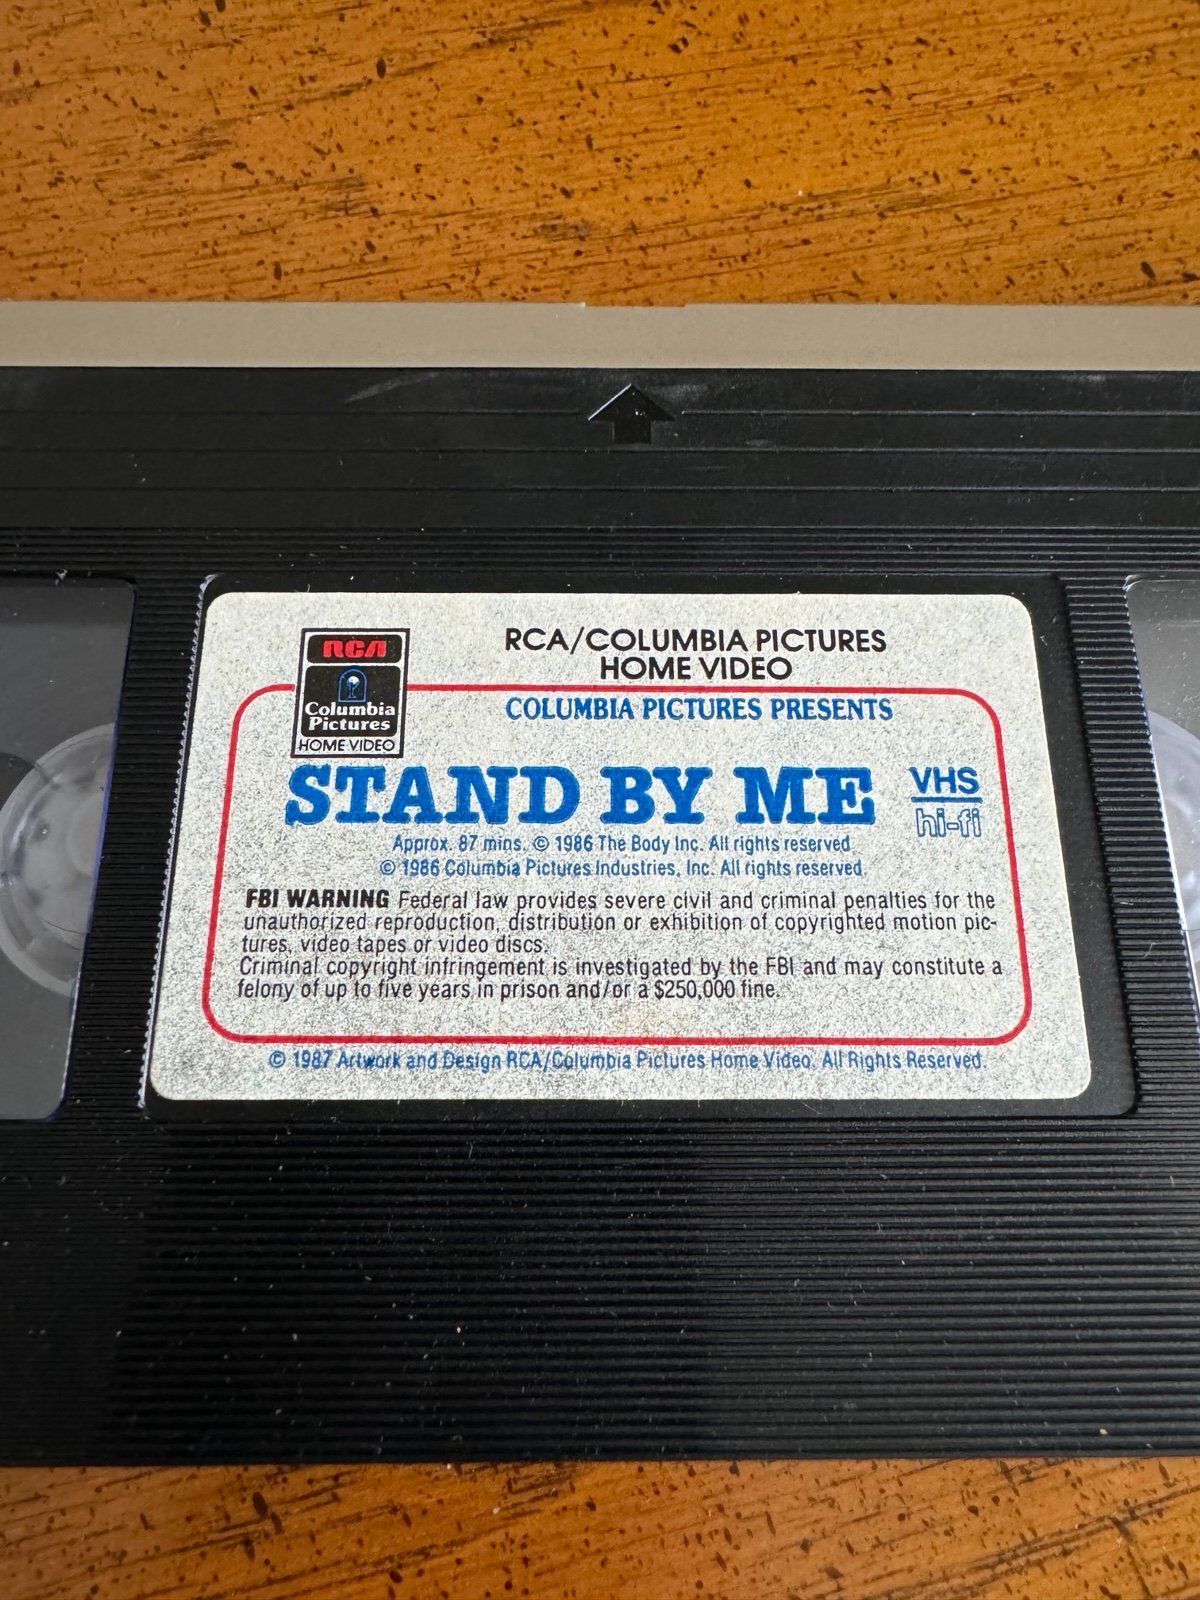 RCA
Columbia
Pictures
HOME VIDEO
RCA/COLUMBIA PICTURES
HOME VIDEO
COLUMBIA PICTURES PRESENTS
STAND BY ME
VHS
hi-fi
Approx. 87 mins. © 1986 The Body Inc. All rights reserved.
© 1986 Columbia Pictures Industries, Inc. All rights reserved.
FBI WARNING Federal law provides severe civil and criminal penalties for the
unauthorized reproduction, distribution or exhibition of copyrighted motion pic-
tures, video tapes or video discs.
Criminal copyright infringement is investigated by the FBI and may constitute a
felony of up to five years in prison and/or a $250,000 fine.
© 1987 Artwork and Design RCA/Columbia Pictures Home Video. All Rights Reserved.